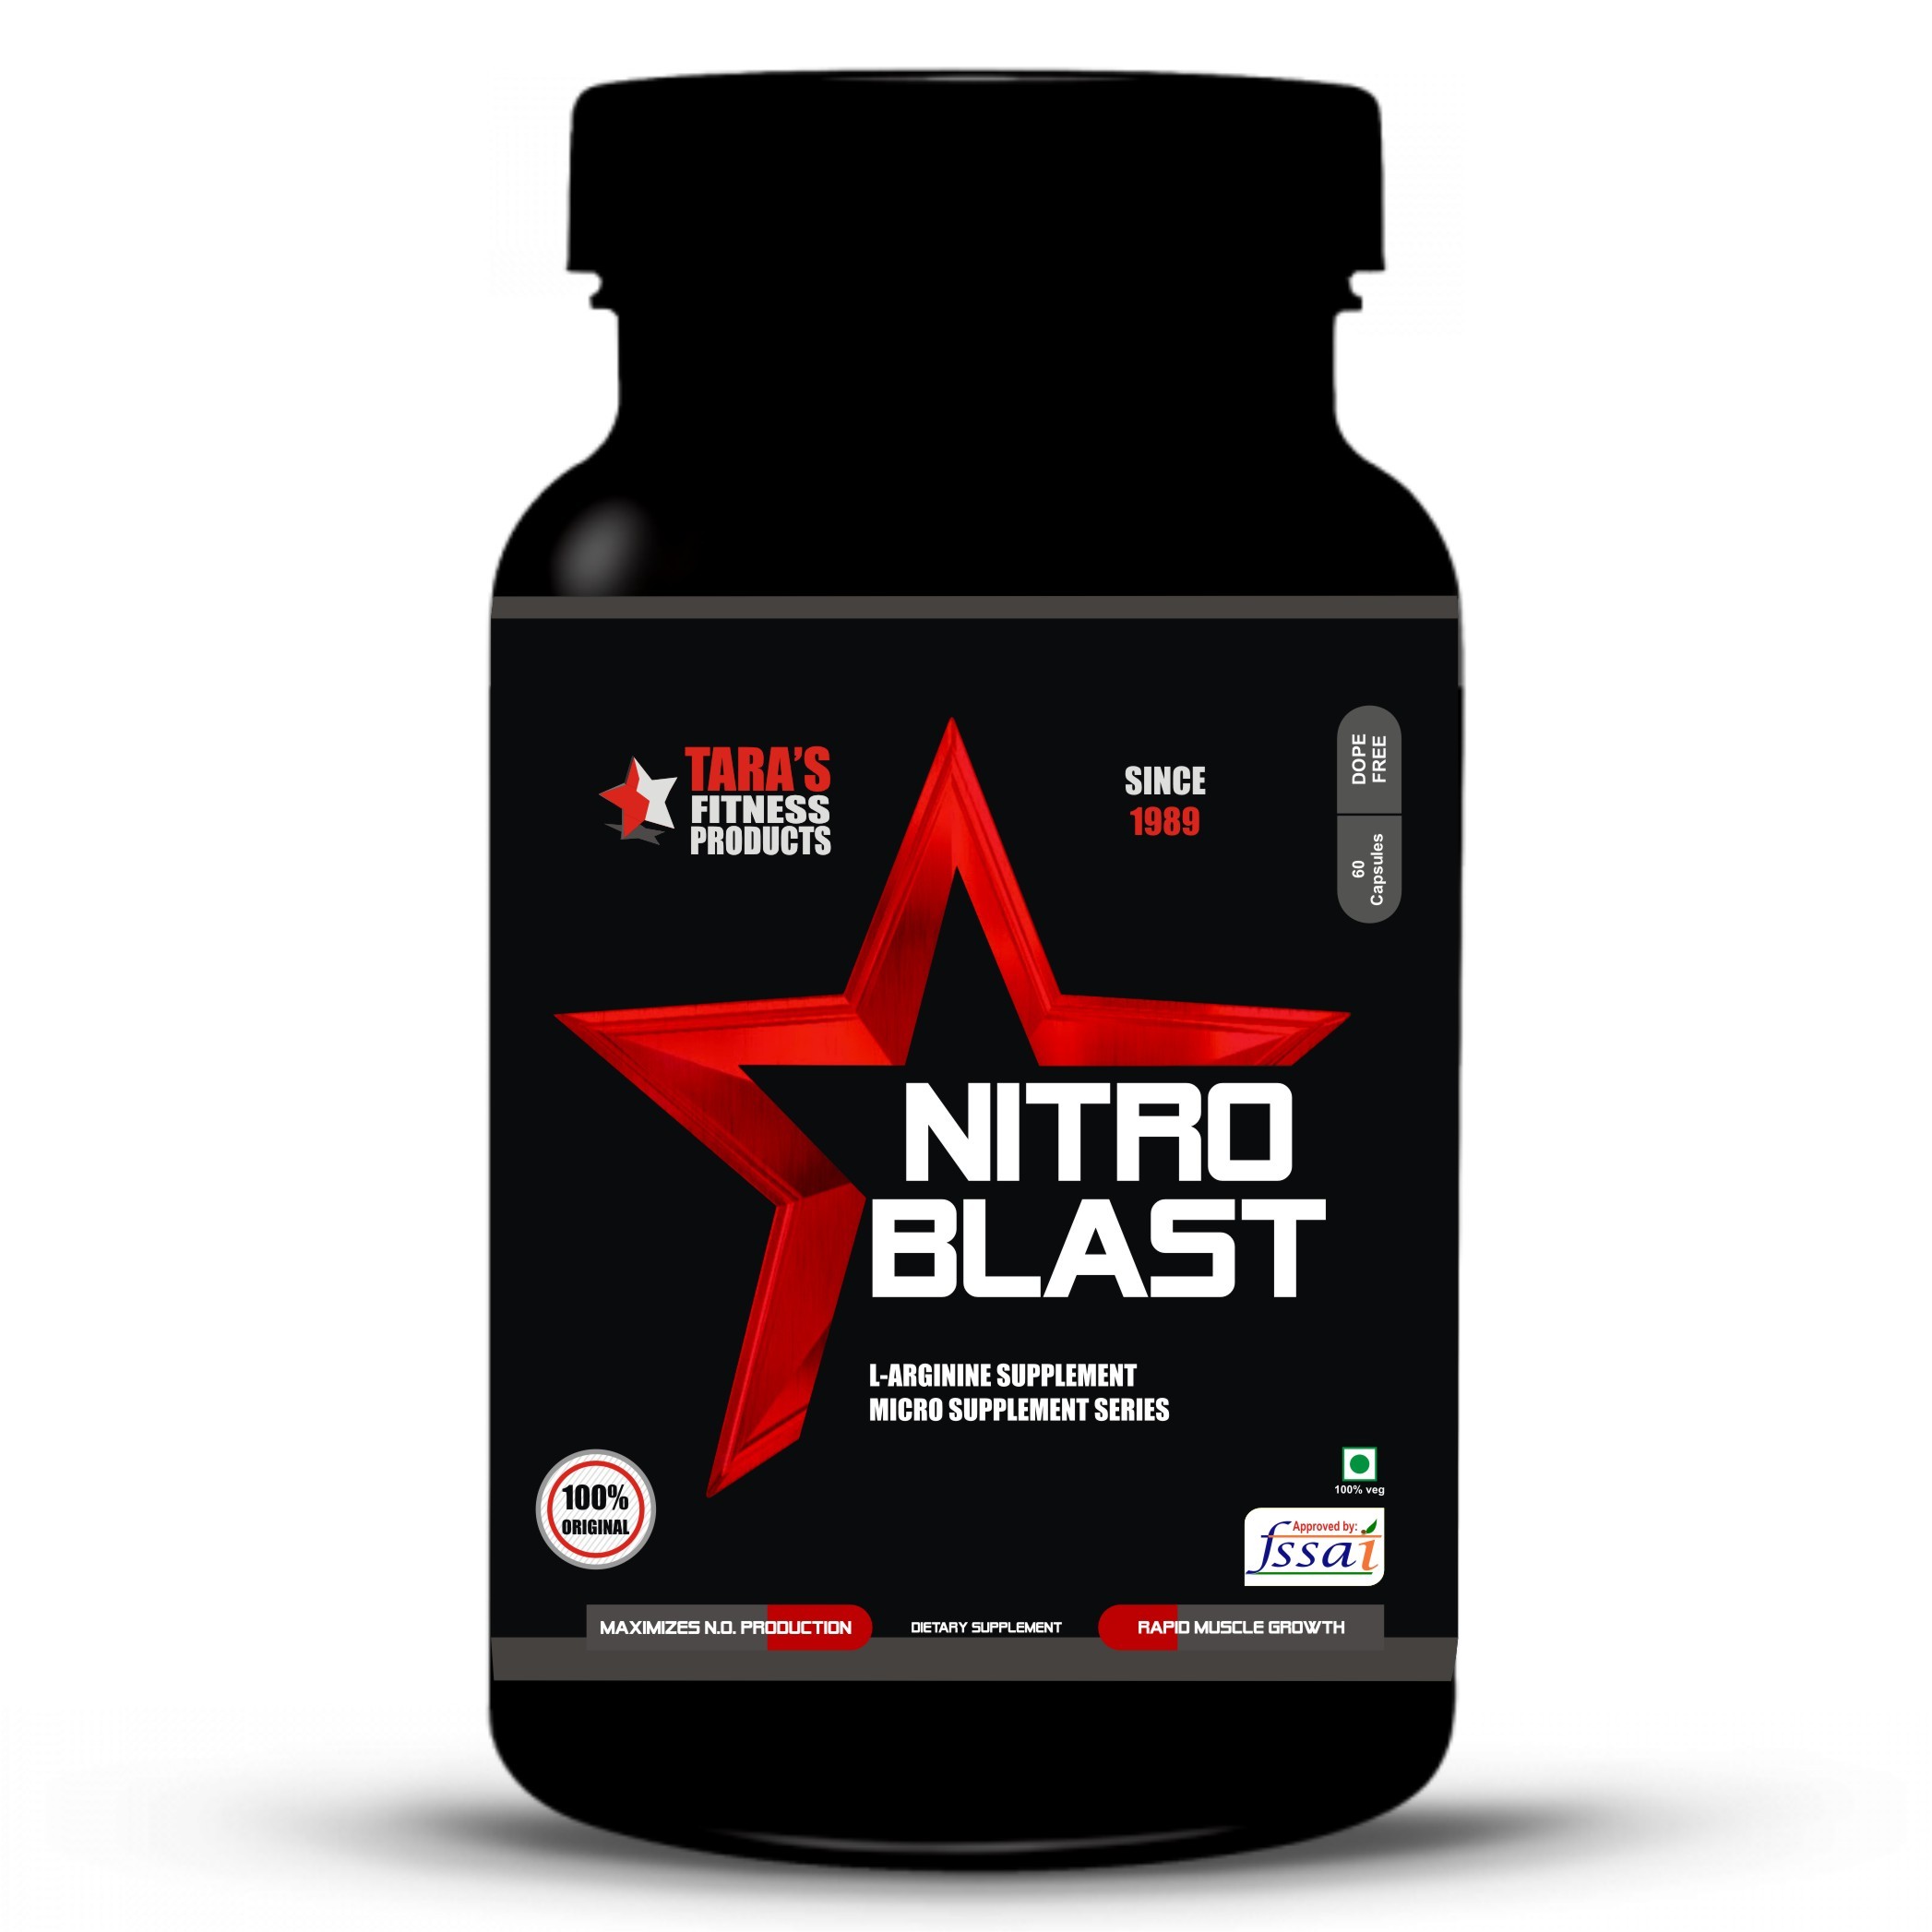 TARA'S
FITNESS
PRODUCTS
SINCE
1989
DOPE
FREE
60
Capsules
NITRO
BLAST
L-ARGININE SUPPLEMENT
MICRO SUPPLEMENT SERIES
100%
ORIGINAL
100% veg
Approved by:
fssai
MAXIMIZES N.O. PRODUCTION
DIETARY SUPPLEMENT
RAPID MUSCLE GROWTH